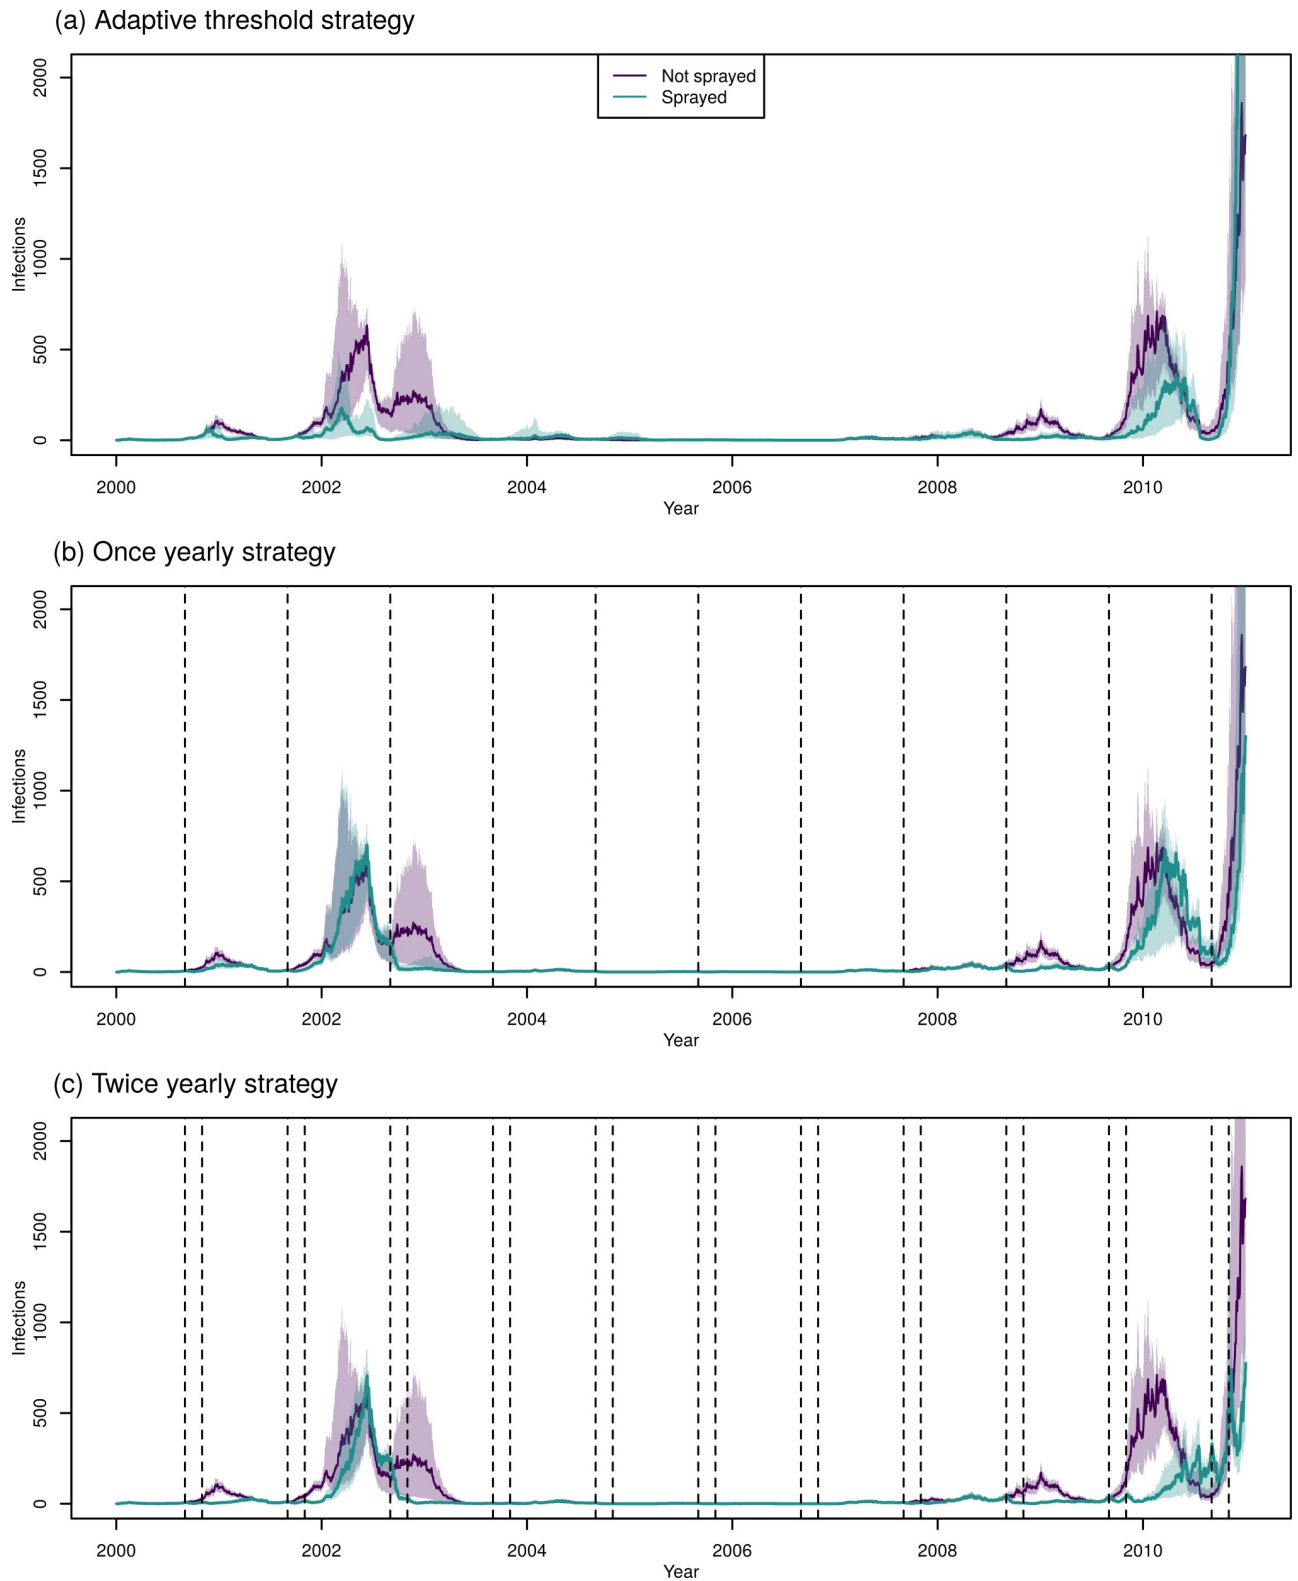 (a) Adaptive threshold strategy
Not sprayed
Sprayed
Infections
0
500
1000
1500
2000
2000 2002 2004 2006 2008 2010
Year
(b) Once yearly strategy
Infections
0
500
1000
1500
2000
2000 2002 2004 2006 2008 2010
Year
(c) Twice yearly strategy
Infections
0
500
1000
1500
2000
2000 2002 2004 2006 2008 2010
Year